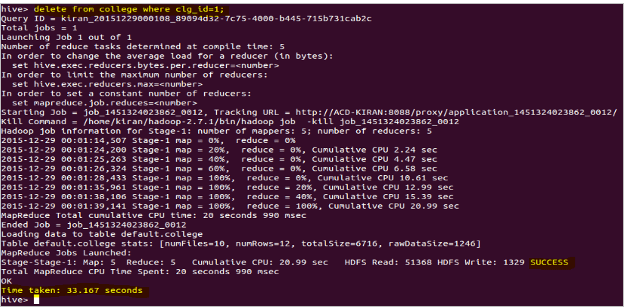 hive> delete from college where clg_id=1;
Query ID = kiran_20151229000108_89094d32-7c75-4000-b445-715b731cab2c
Total jobs = 1
Launching Job 1 out of 1
Number of reduce tasks determined at compile time: 5
In order to change the average load for a reducer (in bytes):
  set hive.exec.reducers.bytes.per.reducer=<number>
In order to limit the maximum number of reducers:
  set hive.exec.reducers.max=<number>
In order to set a constant number of reducers:
  set mapreduce.job.reduces=<number>
Starting Job = job_1451324023862_0012, Tracking URL = http://ACD-KIRAN:8088/proxy/application_1451324023862_0012/
Kill Command = /home/kiran/hadoop-2.7.1/bin/hadoop job  -kill job_1451324023862_0012
Hadoop job information for Stage-1: number of mappers: 5; number of reducers: 5
2015-12-29 00:01:14,507 Stage-1 map = 0%,  reduce = 0%
2015-12-29 00:01:24,200 Stage-1 map = 20%,  reduce = 0%, Cumulative CPU 2.24 sec
2015-12-29 00:01:25,263 Stage-1 map = 40%,  reduce = 0%, Cumulative CPU 4.47 sec
2015-12-29 00:01:26,324 Stage-1 map = 60%,  reduce = 0%, Cumulative CPU 6.58 sec
2015-12-29 00:01:28,433 Stage-1 map = 100%,  reduce = 0%, Cumulative CPU 10.61 sec
2015-12-29 00:01:35,961 Stage-1 map = 100%,  reduce = 20%, Cumulative CPU 12.99 sec
2015-12-29 00:01:38,106 Stage-1 map = 100%,  reduce = 40%, Cumulative CPU 15.39 sec
2015-12-29 00:01:39,141 Stage-1 map = 100%,  reduce = 100%, Cumulative CPU 20.99 sec
MapReduce Total cumulative CPU time: 20 seconds 990 msec
Ended Job = job_1451324023862_0012
Loading data to table default.college
Table default.college stats: [numFiles=10, numRows=12, totalSize=6716, rawDataSize=1246]
MapReduce Jobs Launched:
Stage-Stage-1: Map: 5  Reduce: 5   Cumulative CPU: 20.99 sec   HDFS Read: 51368 HDFS Write: 1329 SUCCESS
Total MapReduce CPU Time Spent: 20 seconds 990 msec
OK
Time taken: 33.167 seconds
hive>